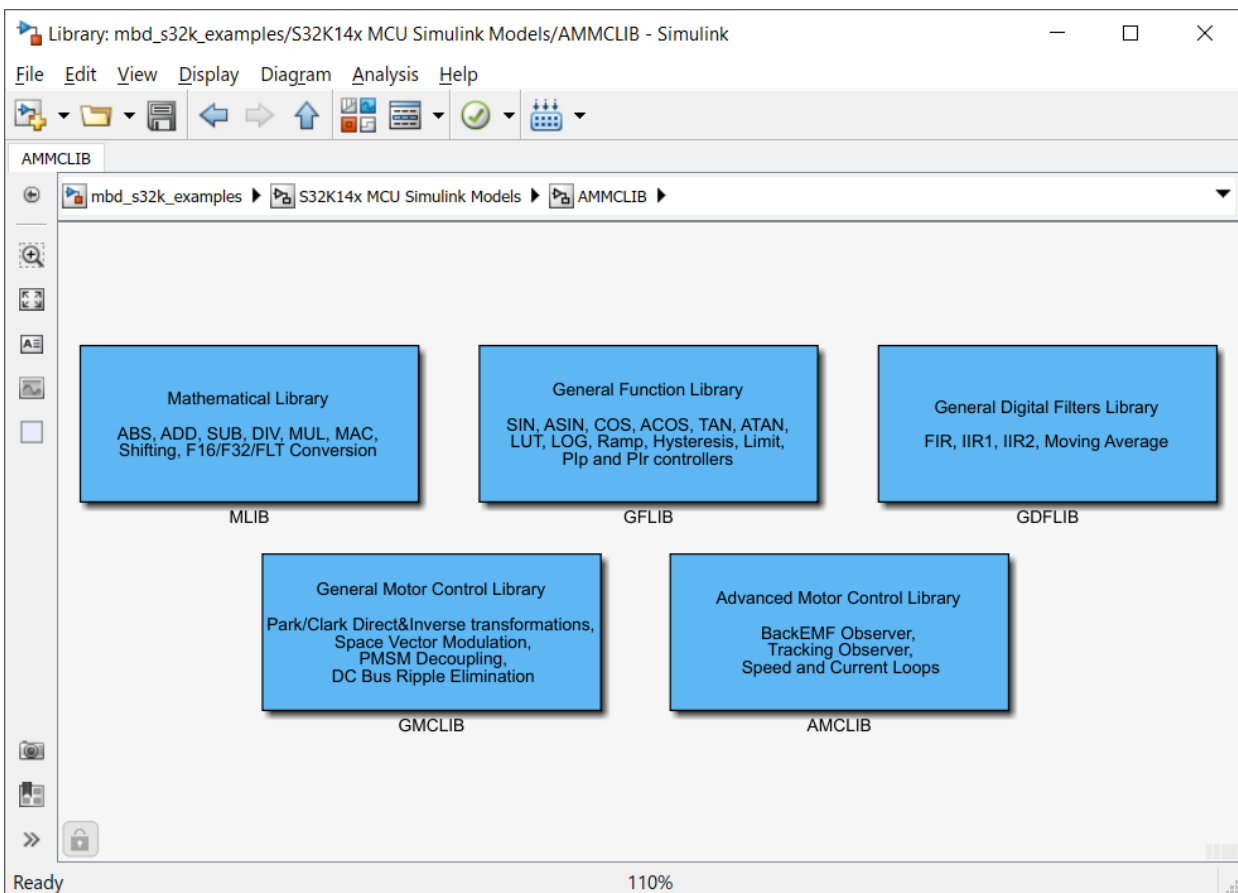 Library: mbd_s32k_examples/S32K14x MCU Simulink Models/AMMCLIB - Simulink
File Edit View Display Diagram Analysis Help
AMMCLIB
mbd_s32k_examples S32K14x MCU Simulink Models AMMCLIB
Mathematical Library
ABS, ADD, SUB, DIV, MUL, MAC,
Shifting, F16/F32/FLT Conversion
MLIB
General Function Library
SIN, ASIN, COS, ACOS, TAN, ATAN,
LUT, LOG, Ramp, Hysteresis, Limit,
PIp and PIr controllers
GFLIB
General Digital Filters Library
FIR, IIR1, IIR2, Moving Average
GDFLIB
General Motor Control Library
Park/Clark Direct&Inverse transformations,
Space Vector Modulation,
PMSM Decoupling,
DC Bus Ripple Elimination
GMCLIB
Advanced Motor Control Library
BackEMF Observer,
Tracking Observer,
Speed and Current Loops
AMCLIB
Ready 110%